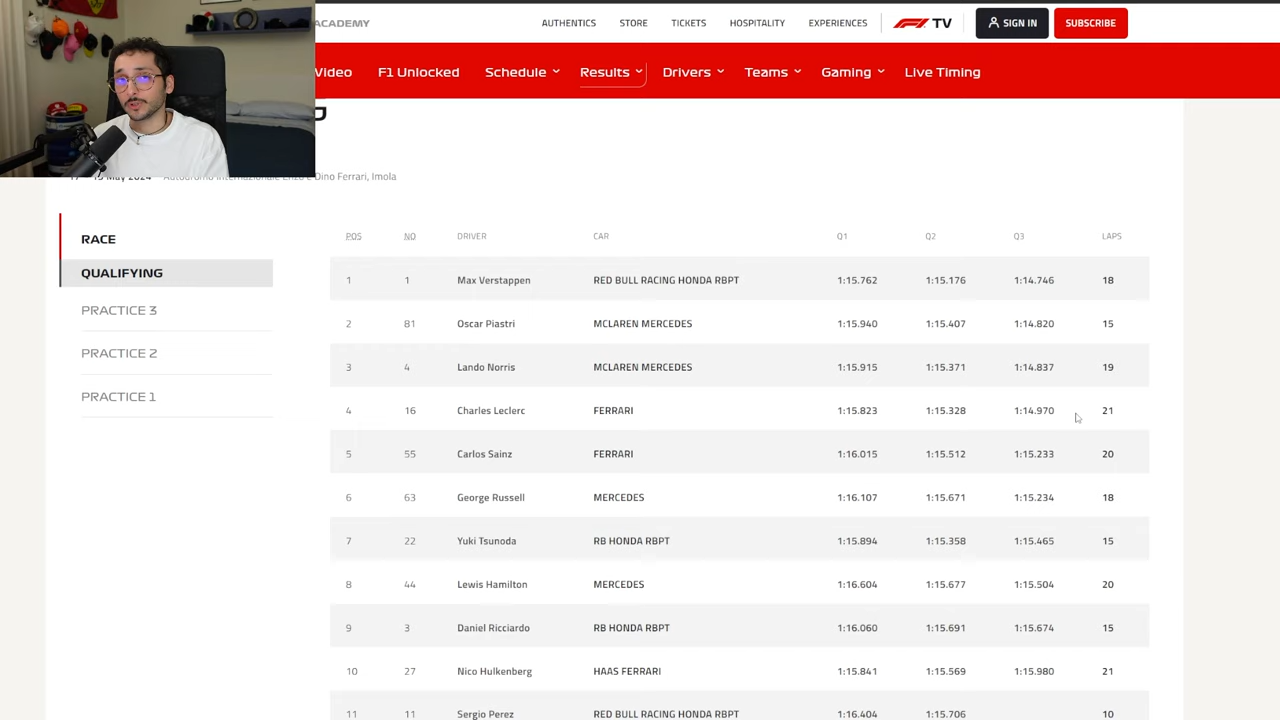 ACADEMY AUTHENTICS STORE TICKETS HOSPITALITY EXPERIENCES F1 TV SIGN IN SUBSCRIBE
Video F1 Unlocked Schedule Results Drivers Teams Gaming Live Timing
Dino Ferrari, Imola
RACE
QUALIFYING
PRACTICE 3
PRACTICE 2
PRACTICE 1
POS NO DRIVER CAR Q1 Q2 Q3 LAPS
1 1 Max Verstappen RED BULL RACING HONDA RBPT 1:15.762 1:15.176 1:14.746 18
2 81 Oscar Piastri MCLAREN MERCEDES 1:15.940 1:15.407 1:14.820 15
3 4 Lando Norris MCLAREN MERCEDES 1:15.915 1:15.371 1:14.837 19
4 16 Charles Leclerc FERRARI 1:15.823 1:15.328 1:14.970 21
5 55 Carlos Sainz FERRARI 1:16.015 1:15.512 1:15.233 20
6 63 George Russell MERCEDES 1:16.107 1:15.671 1:15.234 18
7 22 Yuki Tsunoda RB HONDA RBPT 1:15.894 1:15.358 1:15.465 15
8 44 Lewis Hamilton MERCEDES 1:16.604 1:15.677 1:15.504 20
9 3 Daniel Ricciardo RB HONDA RBPT 1:16.060 1:15.691 1:15.674 15
10 27 Nico Hulkenberg HAAS FERRARI 1:15.841 1:15.569 1:15.980 21
11 11 Sergio Perez RED BULL RACING HONDA RBPT 1:16.404 1:15.706 10